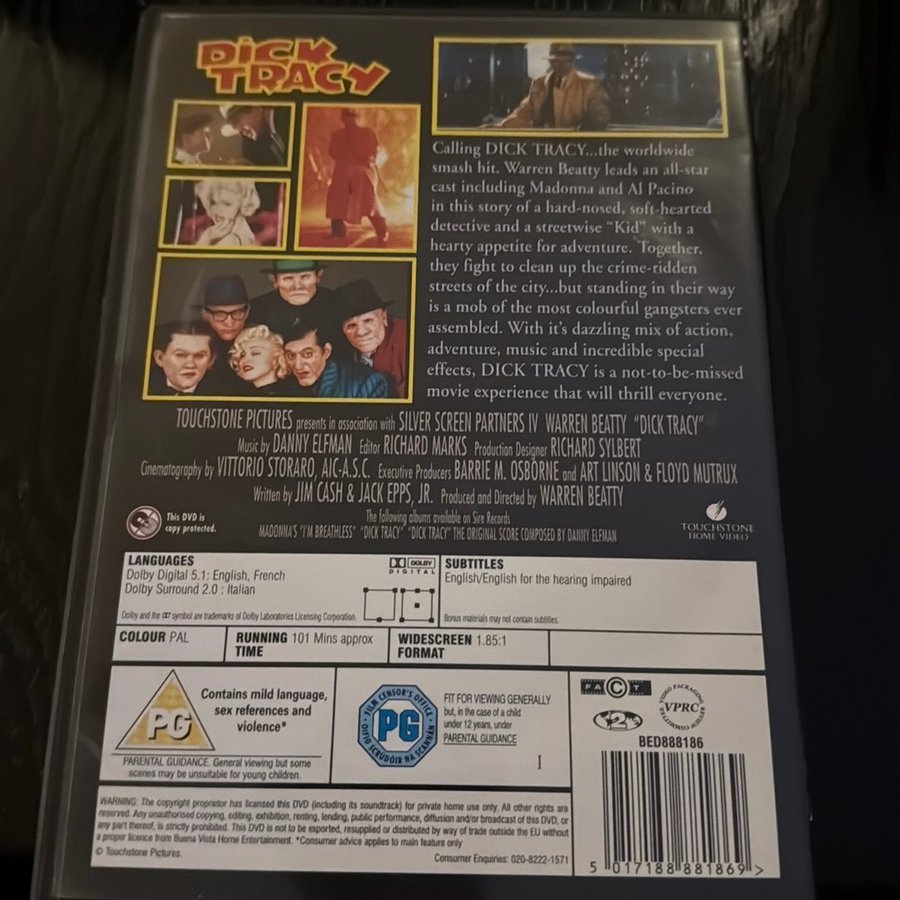 DICK
TRACY
Calling DICK TRACY...the worldwide
smash hit. Warren Beatty leads an all-star
cast including Madonna and Al Pacino
in this story of a hard-nosed, soft-hearted
detective and a streetwise “Kid” with a
hearty appetite for adventure. Together,
they fight to clean up the crime-ridden
streets of the city...but standing in their way
is a mob of the most colourful gangsters ever
assembled. With it's dazzling mix of action,
adventure, music and incredible special
effects, DICK TRACY is a not-to-be-missed
movie experience that will thrill everyone.
TOUCHSTONE PICTURES presents in association with SILVER SCREEN PARTNERS IV WARREN BEATTY "DICK TRACY"
Music by DANNY ELFMAN Editor RICHARD MARKS Production Designer RICHARD SYLBERT
Cinematography by VITTORIO STORARO, AIC-A.S.C. Executive Producers BARRIE M. OSBORNE and ART LINSON & FLOYD MUTRUX
Written by JIM CASH & JACK EPPS, JR. Produced and Directed by WARREN BEATTY
The following albums available on Sire Records
MADONNA'S "I'M BREATHLESS" "DICK TRACY" "DICK TRACY" THE ORIGINAL SCORE COMPOSED BY DANNY ELFMAN
This DVD is
copy protected.
TOUCHSTONE
HOME VIDEO
LANGUAGES
Dolby Digital 5.1: English, French
Dolby Surround 2.0 : Italian
DOLBY
DIGITAL
Dolby and the DD symbol are trademarks of Dolby Laboratories Licensing Corporation.
SUBTITLES
English/English for the hearing impaired
Bonus materials may not contain subtitles.
COLOUR PAL
RUNNING TIME 101 Mins approx
WIDESCREEN FORMAT 1.85:1
PG
Contains mild language,
sex references and
violence*
PARENTAL GUIDANCE. General viewing but some
scenes may be unsuitable for young children.
FILM CENSOR'S OFFICE
PG
OIFIG SCRÚDÓIR NA SCANNÁN
FIT FOR VIEWING GENERALLY
but, in the case of a child
under 12 years, under
PARENTAL GUIDANCE
I
FACT
VIDEO PACKAGING REVIEW COMMITTEE
VPRC
2
BED888186
5 017188 881869 >
WARNING: The copyright proprietor has licensed this DVD (including its soundtrack) for private home use only. All other rights are
reserved. Any unauthorised copying, editing, exhibition, renting, lending, public performance, diffusion and/or broadcast of this DVD, or
any part thereof, is strictly prohibited. This DVD is not to be exported, resupplied or distributed by way of trade outside the EU without
a proper licence from Buena Vista Home Entertainment. *Consumer advice applies to main feature only
© Touchstone Pictures.
Consumer Enquiries: 020-8222-1571